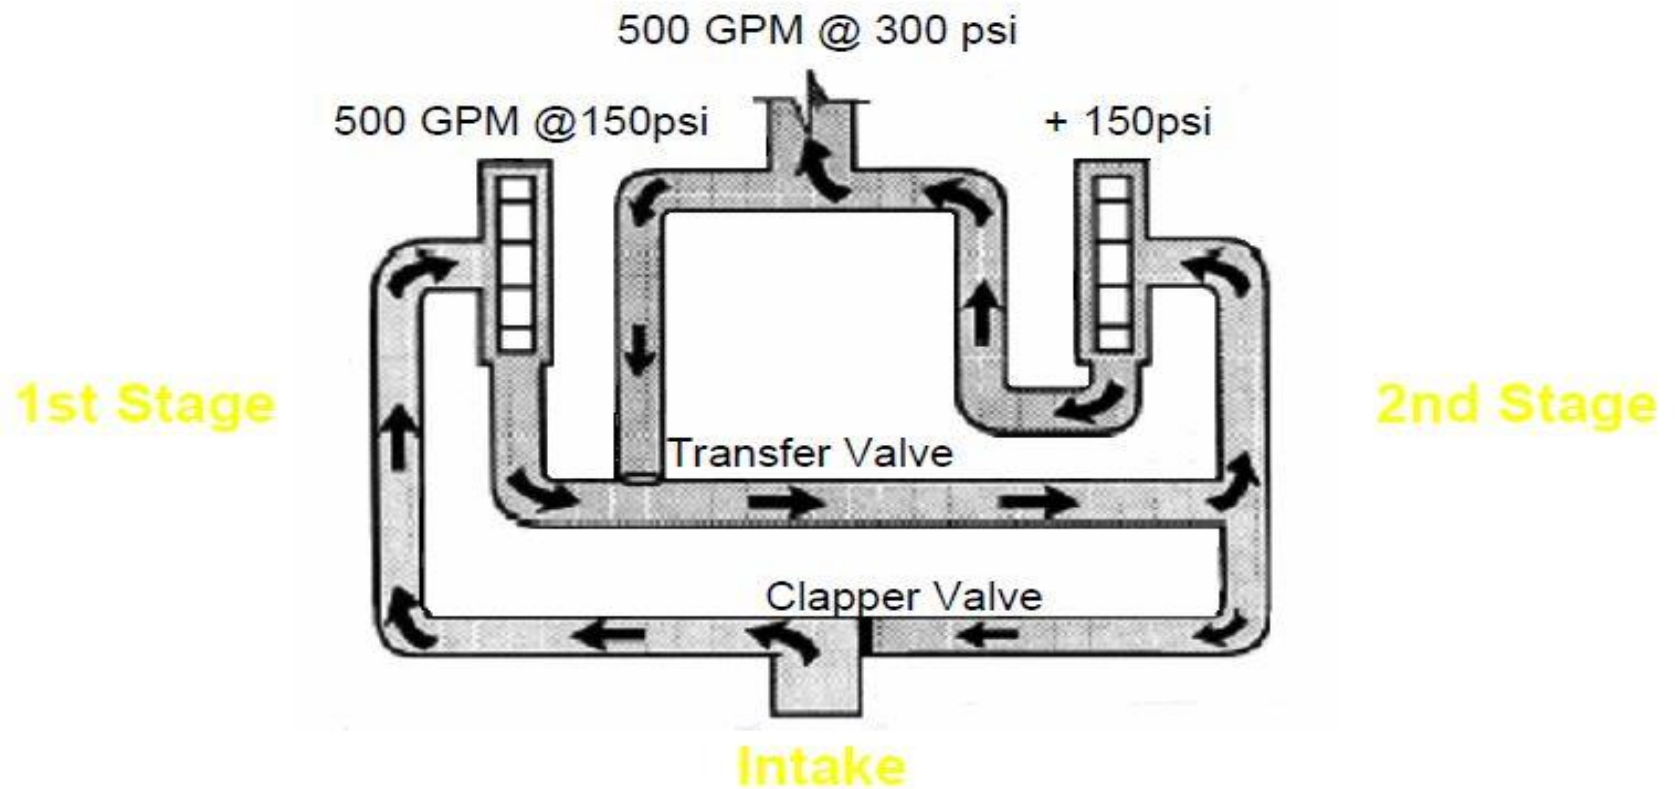 500 GPM @ 300 psi
500 GPM @150psi
+ 150psi
1st Stage
2nd Stage
Transfer Valve
Clapper Valve
Intake